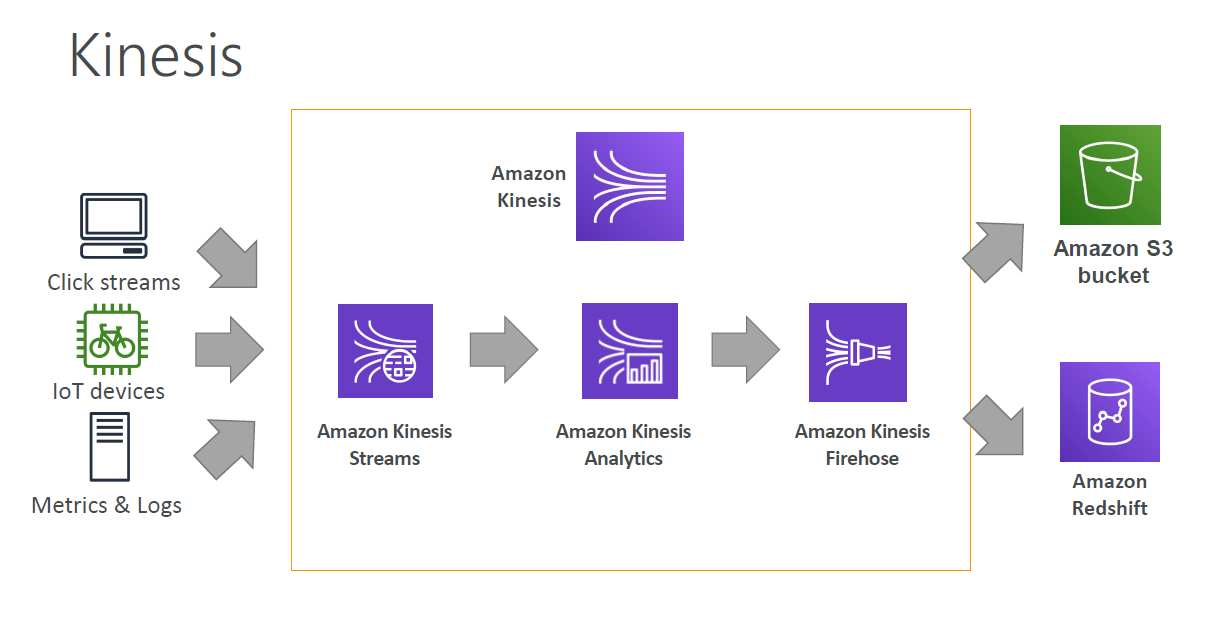 Kinesis
Amazon
Kinesis
Click streams
IoT devices
Metrics & Logs
Amazon Kinesis
Streams
Amazon Kinesis
Analytics
Amazon Kinesis
Firehose
Amazon S3
bucket
Amazon
Redshift